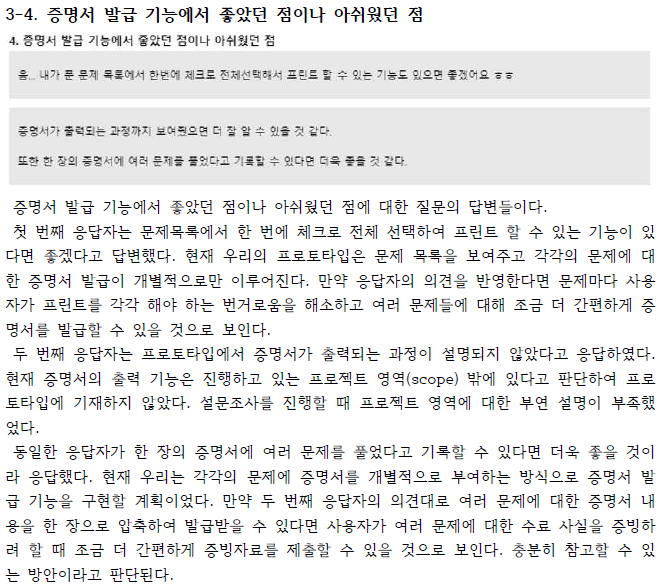 3-4. 증명서 발급 기능에서 좋았던 점이나 아쉬웠던 점
4. 증명서 발급 기능에서 좋았던 점이나 아쉬웠던 점
음... 내가 푼 문제 목록에서 한번에 체크로 전체선택해서 프린트 할 수 있는 기능도 있으면 좋겠어요 ㅎㅎ
증명서가 출력되는 과정까지 보여줬으면 더 잘 알 수 있을 것 같다.
또한 한 장의 증명서에 여러 문제를 풀었다고 기록할 수 있다면 더욱 좋을 것 같다.
증명서 발급 기능에서 좋았던 점이나 아쉬웠던 점에 대한 질문의 답변들이다.
첫 번째 응답자는 문제목록에서 한 번에 체크로 전체 선택하여 프린트 할 수 있는 기능이 있
다면 좋겠다고 답변했다. 현재 우리의 프로토타입은 문제 목록을 보여주고 각각의 문제에 대
한 증명서 발급이 개별적으로만 이루어진다. 만약 응답자의 의견을 반영한다면 문제마다 사용
자가 프린트를 각각 해야 하는 번거로움을 해소하고 여러 문제들에 대해 조금 더 간편하게 증
명서를 발급할 수 있을 것으로 보인다.
두 번째 응답자는 프로토타입에서 증명서가 출력되는 과정이 설명되지 않았다고 응답하였다.
현재 증명서의 출력 기능은 진행하고 있는 프로젝트 영역(scope) 밖에 있다고 판단하여 프로
토타입에 기재하지 않았다. 설문조사를 진행할 때 프로젝트 영역에 대한 부연 설명이 부족했
었다.
동일한 응답자가 한 장의 증명서에 여러 문제를 풀었다고 기록할 수 있다면 더욱 좋을 것이
라 응답했다. 현재 우리는 각각의 문제에 증명서를 개별적으로 부여하는 방식으로 증명서 발
급 기능을 구현할 계획이었다. 만약 두 번째 응답자의 의견대로 여러 문제에 대한 증명서 내
용을 한 장으로 압축하여 발급받을 수 있다면 사용자가 여러 문제에 대한 수료 사실을 증빙하
려 할 때 조금 더 간편하게 증빙자료를 제출할 수 있을 것으로 보인다. 충분히 참고할 수 있
는 방안이라고 판단된다.